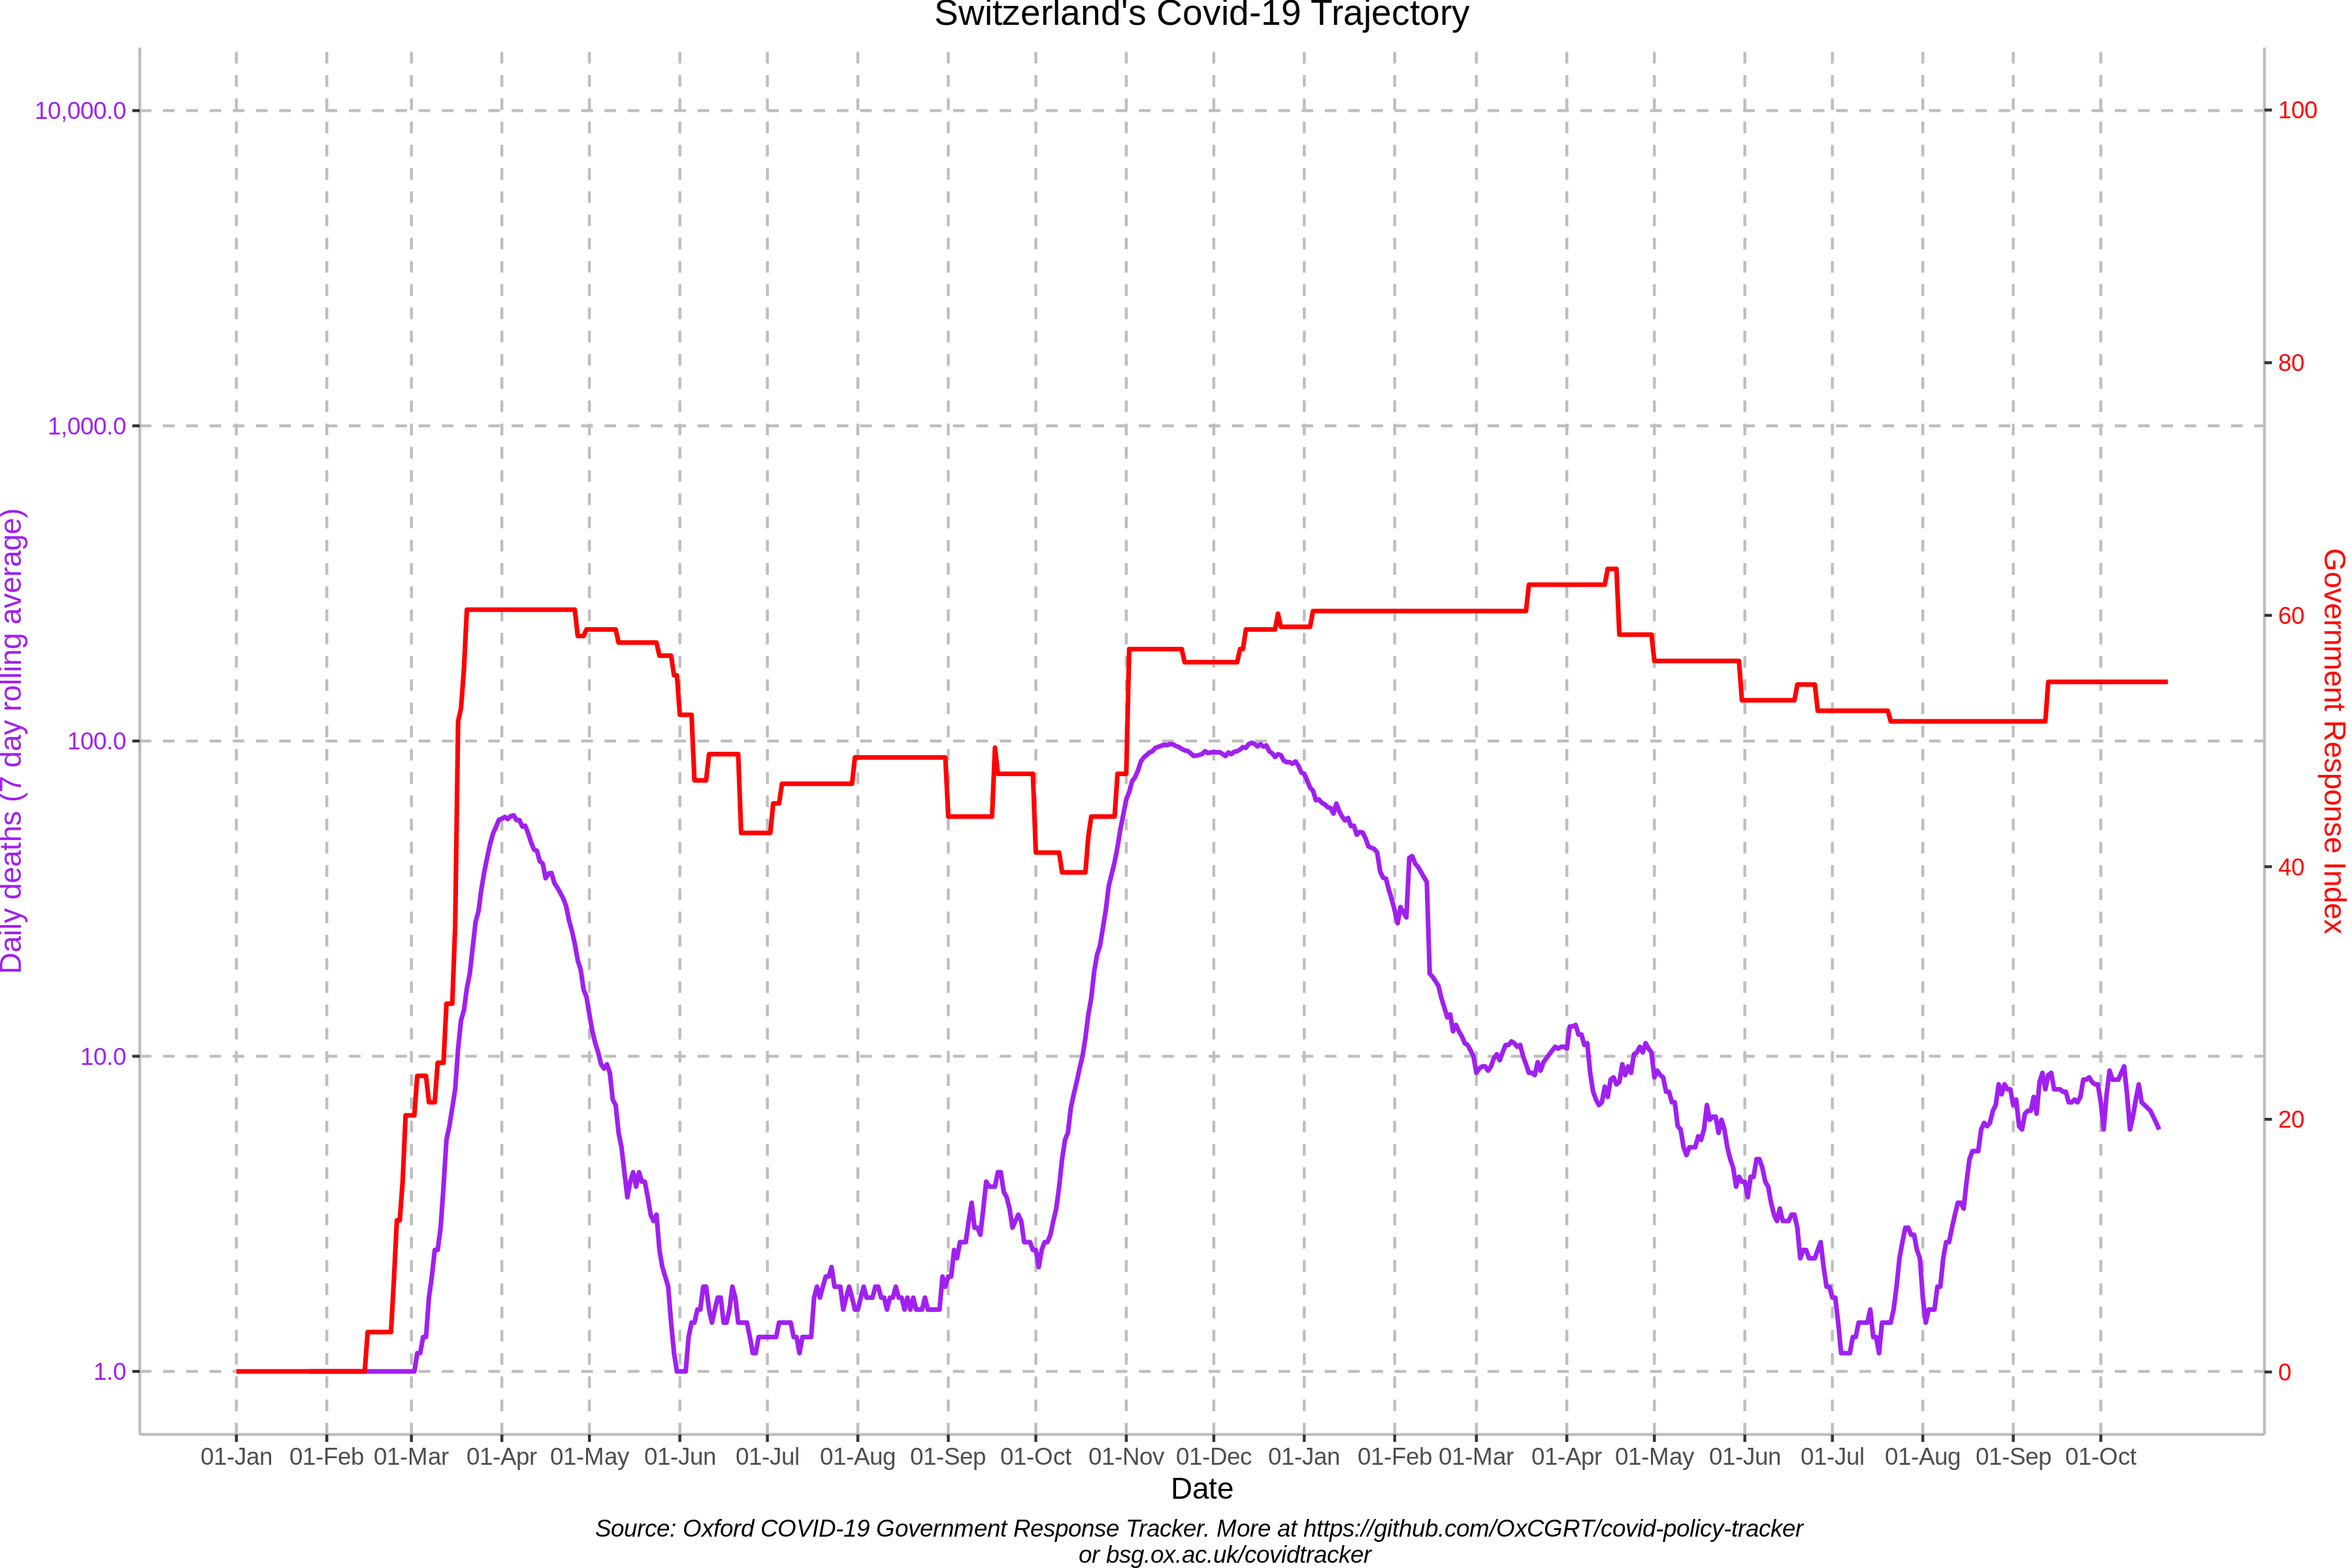 Switzerland's Covid-19 Trajectory
10,000.0
1,000.0
100.0
10.0
1.0
Daily deaths (7 day rolling average)
100
80
60
40
20
0
Government Response Index
01-Jan 01-Feb 01-Mar 01-Apr 01-May 01-Jun 01-Jul 01-Aug 01-Sep 01-Oct 01-Nov 01-Dec 01-Jan 01-Feb 01-Mar 01-Apr 01-May 01-Jun 01-Jul 01-Aug 01-Sep 01-Oct
Date
Source: Oxford COVID-19 Government Response Tracker. More at https://github.com/OxCGRT/covid-policy-tracker
or bsg.ox.ac.uk/covidtracker